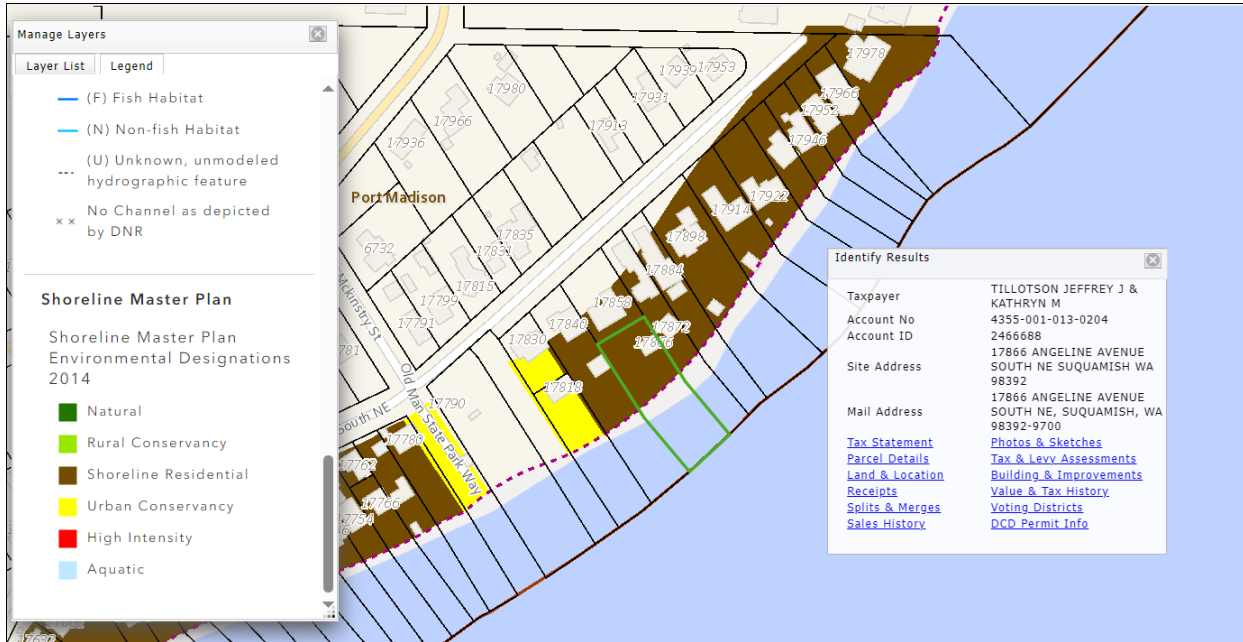 Manage Layers
Layer List
Legend
(F) Fish Habitat
(N) Non-fish Habitat
(U) Unknown, unmodeled
hydrographic feature
No Channel as depicted
by DNR
Shoreline Master Plan
Shoreline Master Plan
Environmental Designations
2014
Natural
Rural Conservancy
Shoreline Residential
Urban Conservancy
High Intensity
Aquatic
17978
17939
17953
17980
17931
17966
17966
17952
17913
17936
17946
Port Madison
17922
17914
17835
17898
6732
17831
17884
17815
17799
17858
17791
17840
17872
17830
17866
781
Mckinstry St
17818
Old Man State Park Way
17790
South NE
17780
17762
17766
17754
Identify Results
Taxpayer
TILLOTSON JEFFREY J &
KATHRYN M
Account No
4355-001-013-0204
Account ID
2466688
Site Address
17866 ANGELINE AVENUE
SOUTH NE SUQUAMISH WA
98392
Mail Address
17866 ANGELINE AVENUE
SOUTH NE, SUQUAMISH, WA
98392-9700
Tax Statement
Photos & Sketches
Parcel Details
Tax & Levy Assessments
Land & Location
Building & Improvements
Receipts
Value & Tax History
Splits & Merges
Voting Districts
Sales History
DCD Permit Info